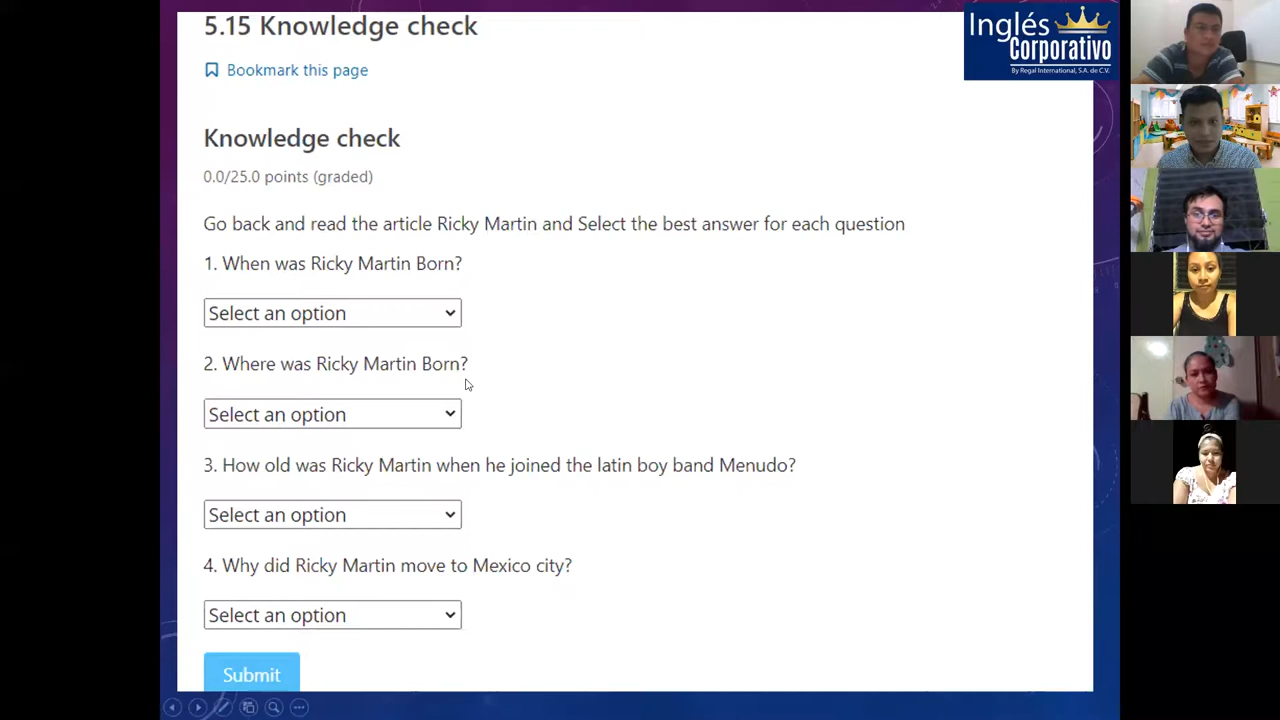 5.15 Knowledge check
Bookmark this page
Inglés
Corporativo
By Regal International, S.A. de C.V.
Knowledge check
0.0/25.0 points (graded)
Go back and read the article Ricky Martin and Select the best answer for each question
1. When was Ricky Martin Born?
Select an option
2. Where was Ricky Martin Born?
Select an option
3. How old was Ricky Martin when he joined the latin boy band Menudo?
Select an option
4. Why did Ricky Martin move to Mexico city?
Select an option
Submit